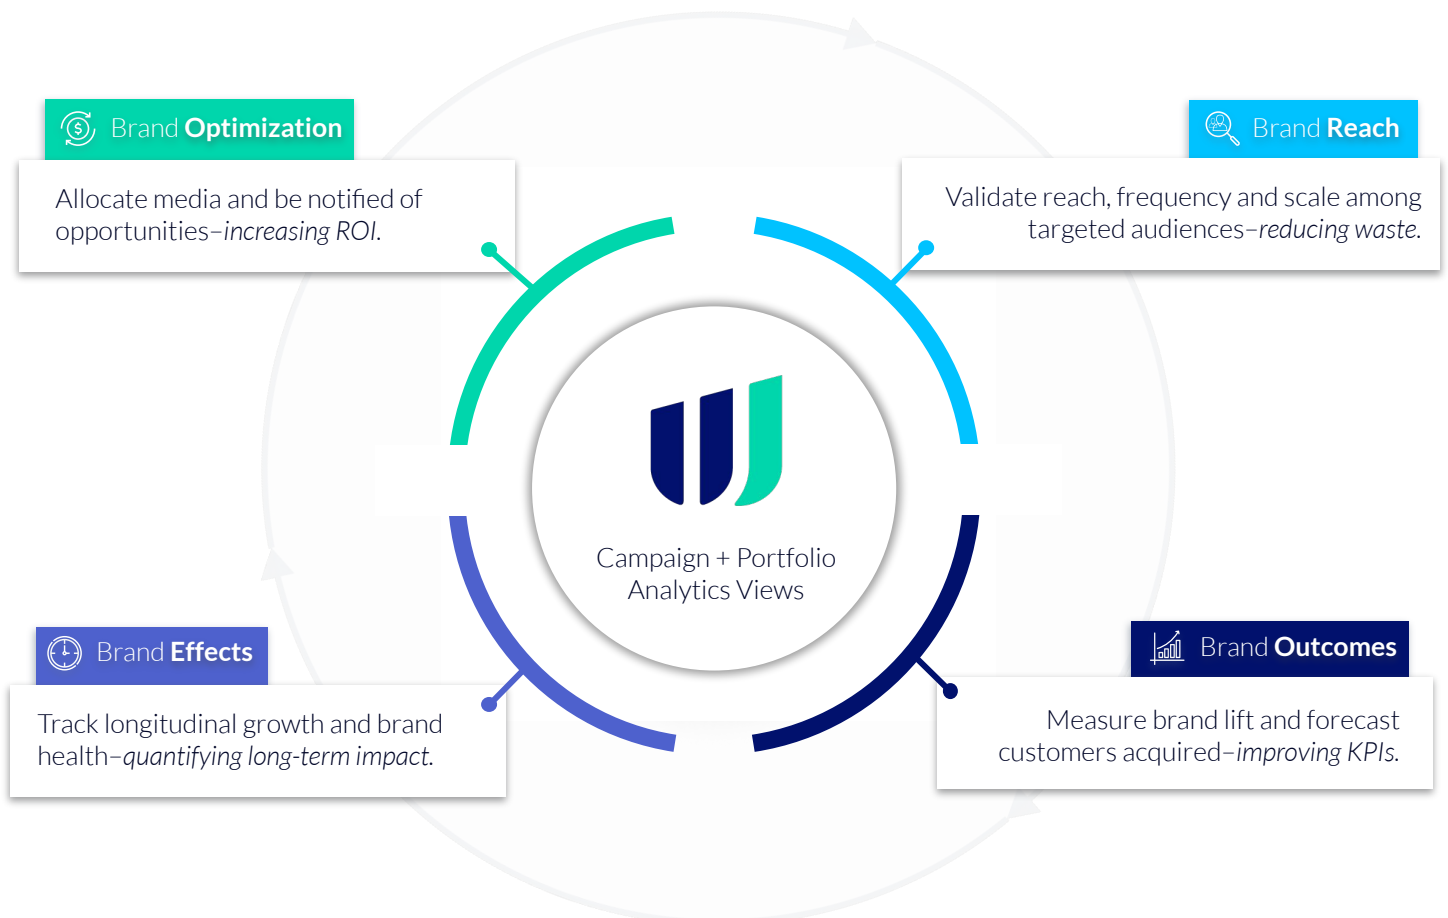 Brand Optimization
Allocate media and be notified of
opportunities–increasing ROI.
Brand Reach
Validate reach, frequency and scale among
targeted audiences–reducing waste.
Campaign + Portfolio
Analytics Views
Brand Effects
Track longitudinal growth and brand
health–quantifying long-term impact.
Brand Outcomes
Measure brand lift and forecast
customers acquired–improving KPIs.